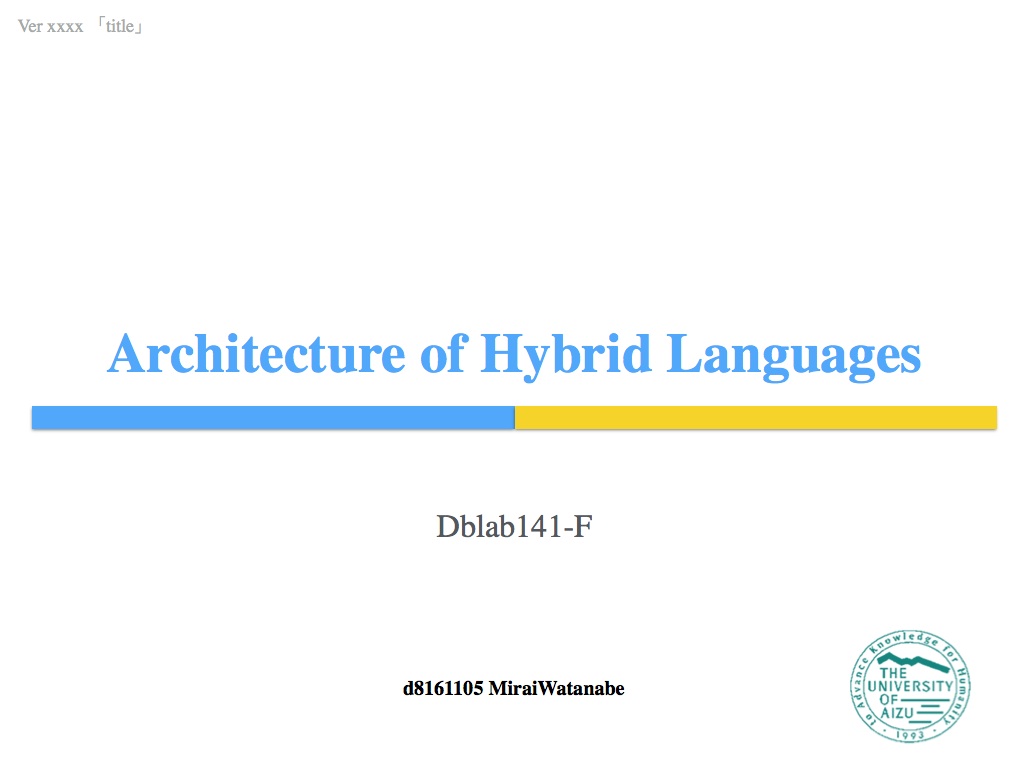 Ver xxxx 「title」
Architecture of Hybrid Languages
Dblab141-F
d8161105 MiraiWatanabe
to Advance Knowledge for Humanity
THE
UNIVERSITY
OF
AIZU
· 1993 ·